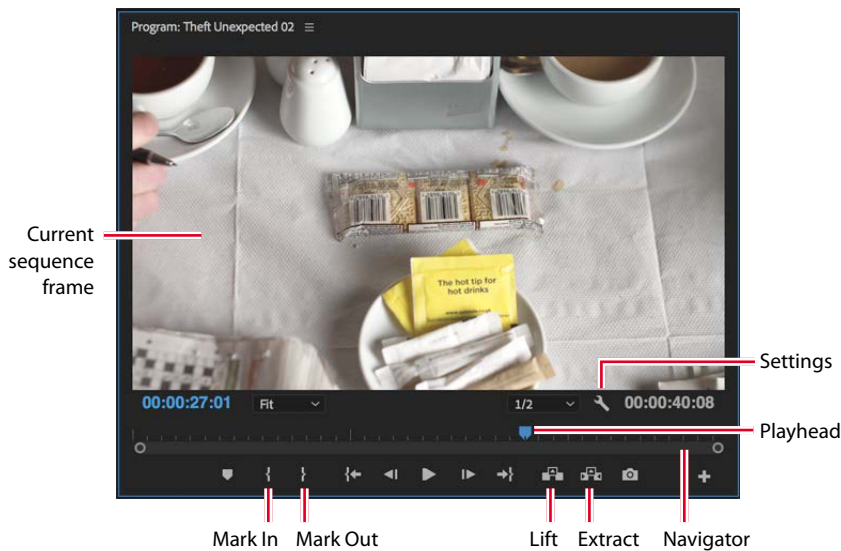 Program: Theft Unexpected 02
The hot tip for
hot drinks
Current
sequence
frame
Settings
00:00:27:01 Fit 1/2 00:00:40:08
Playhead
Mark In Mark Out Lift Extract Navigator